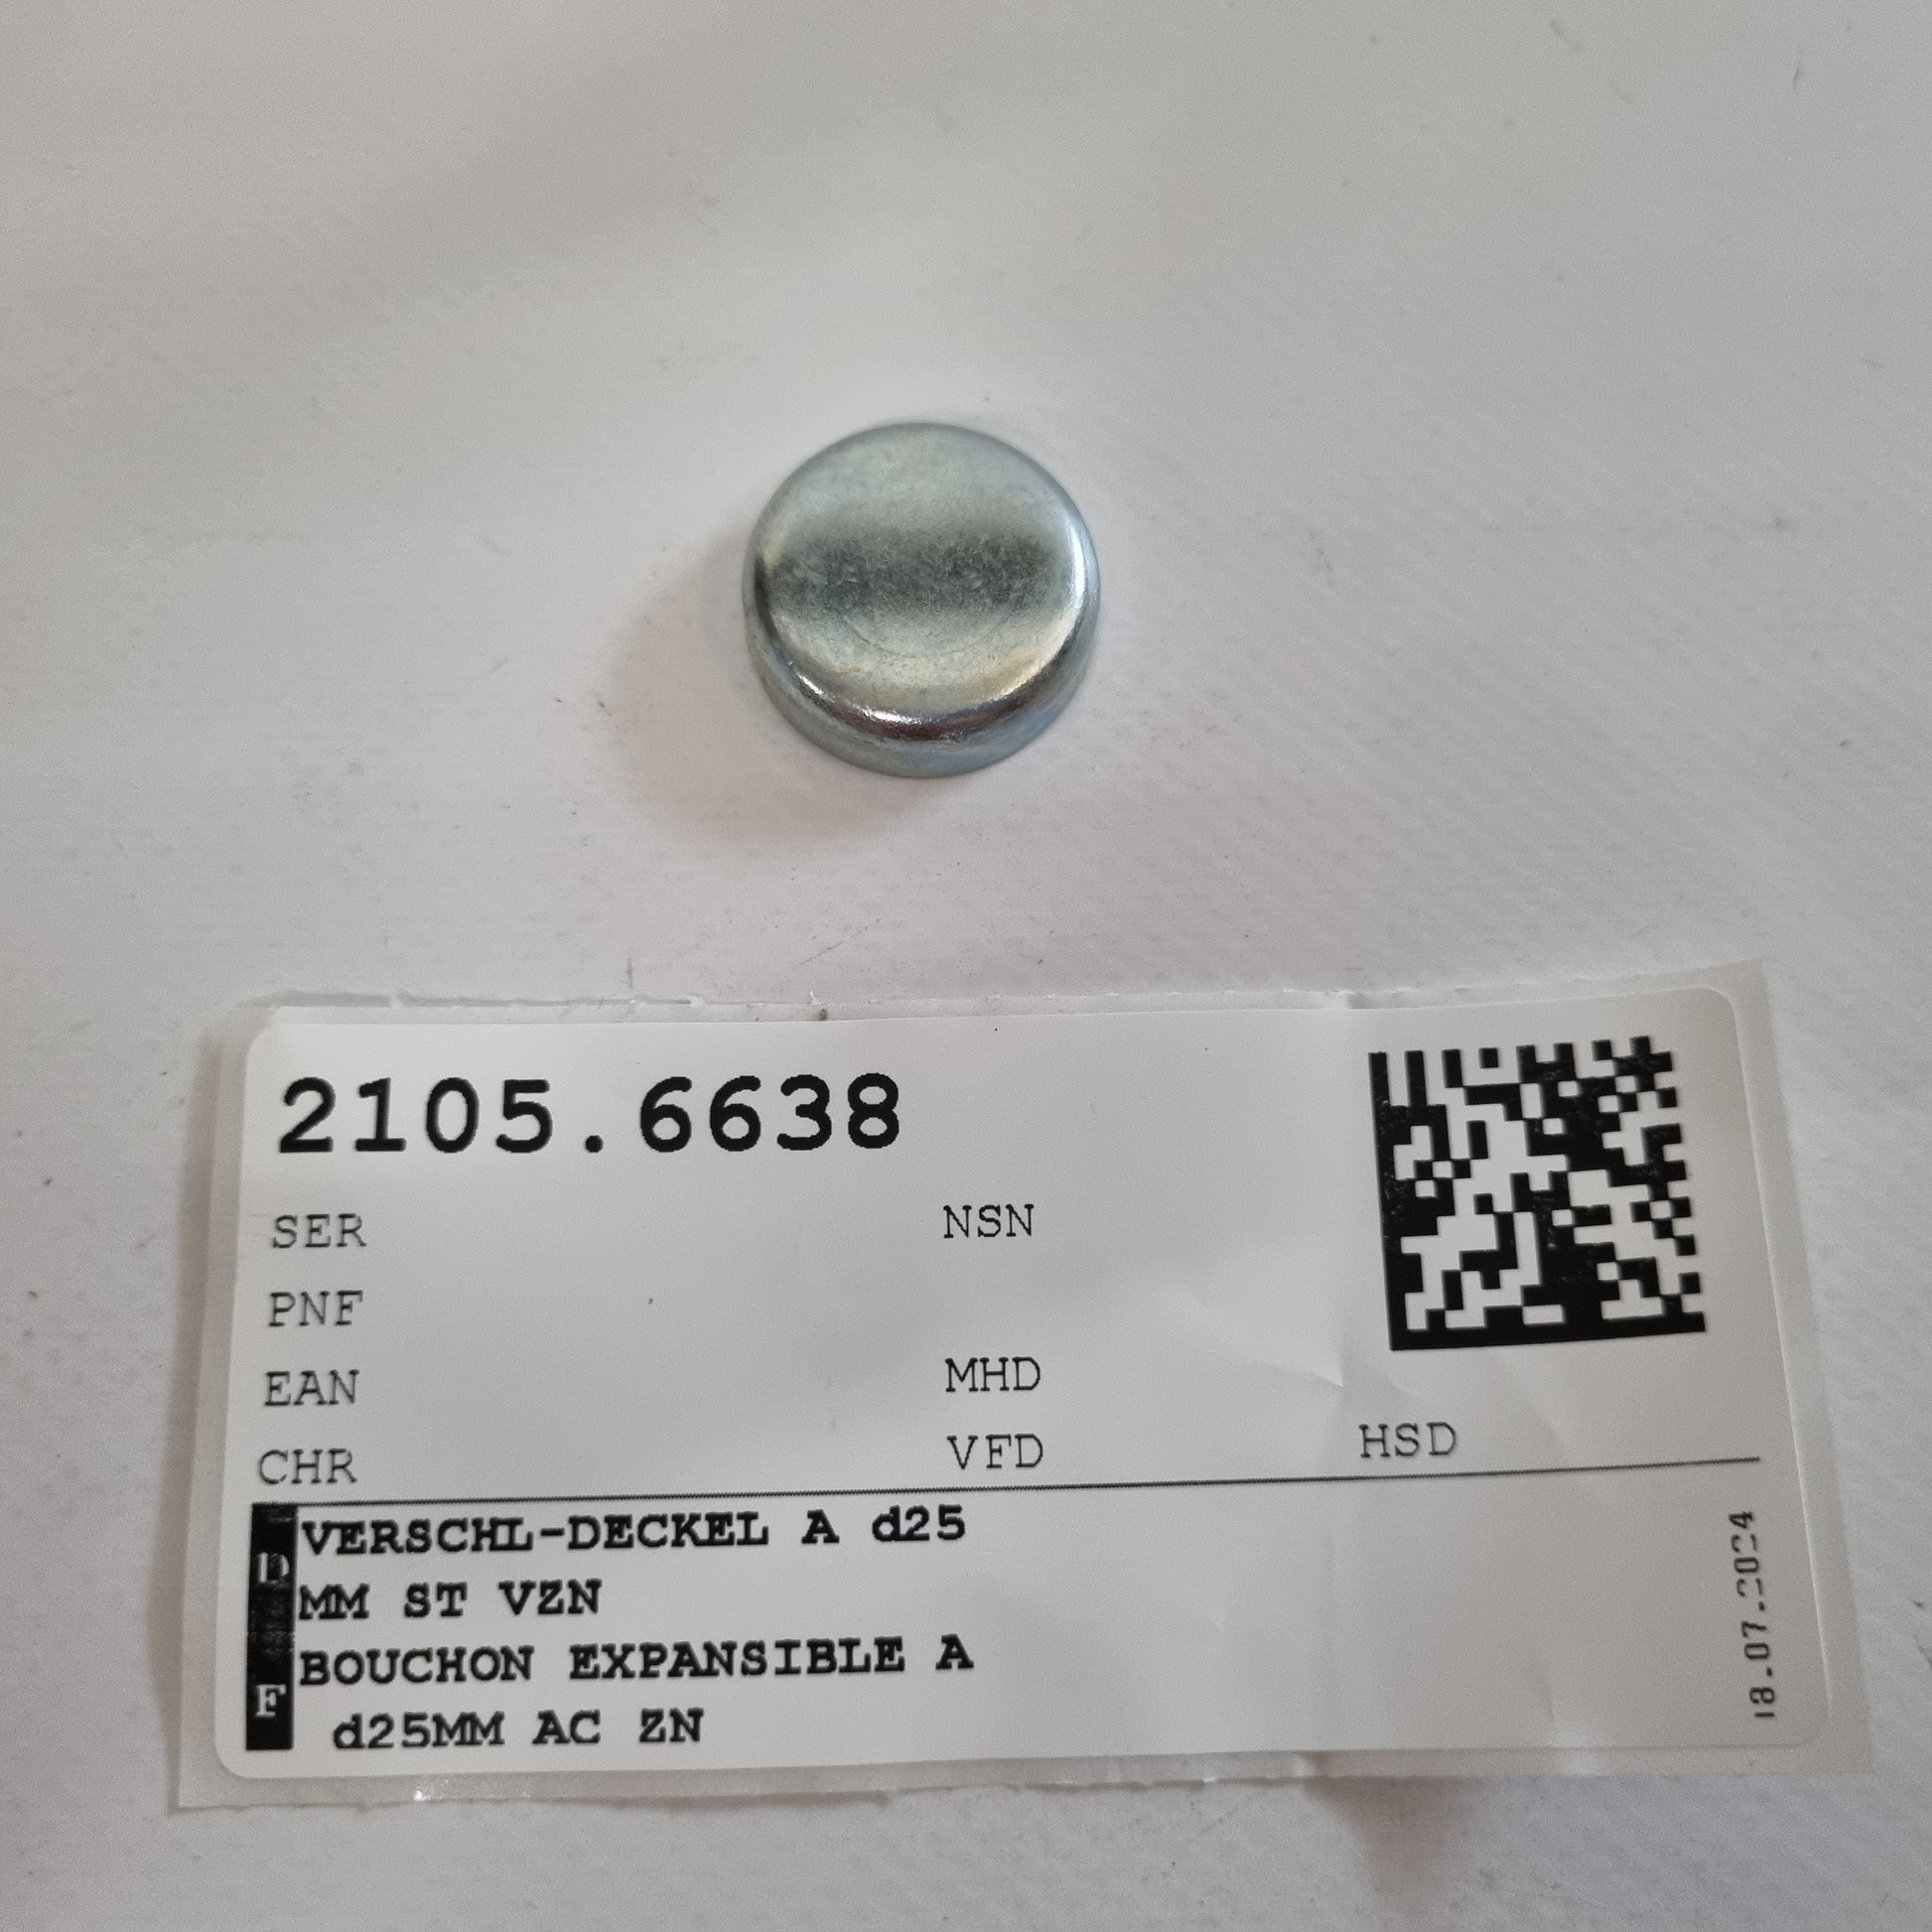 2105.6638
SER NSN
PNF
EAN MHD
CHR VFD HSD
D VERSCHL-DECKEL A d25
MM ST VZN
F BOUCHON EXPANSIBLE A
d25MM AC ZN
18.07.2024